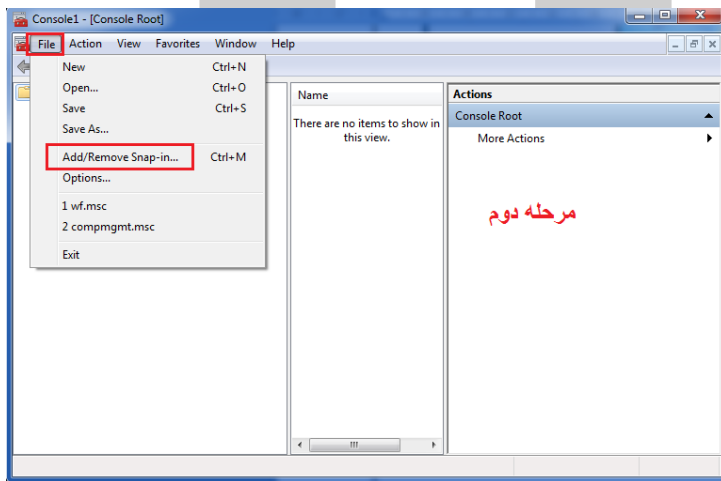 Console1 - [Console Root]
File Action View Favorites Window Help
New Ctrl+N
Open... Ctrl+O
Save Ctrl+S
Save As...
Add/Remove Snap-in... Ctrl+M
Options...
1 wf.msc
2 compmgmt.msc
Exit
Name
There are no items to show in
this view.
Actions
Console Root
More Actions
مرحله دوم